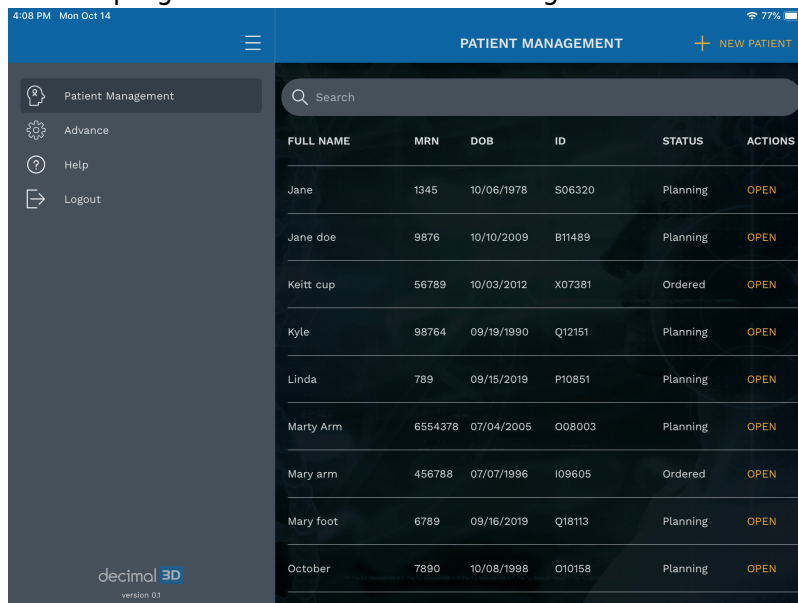 4:08 PM Mon Oct 14 77%
PATIENT MANAGEMENT NEW PATIENT
Patient Management
Advance
Help
Logout
Search
FULL NAME MRN DOB ID STATUS ACTIONS
Jane 1345 10/06/1978 S06320 Planning OPEN
Jane doe 9876 10/10/2009 B11489 Planning OPEN
Keitt cup 56789 10/03/2012 X07381 Ordered OPEN
Kyle 98764 09/19/1990 Q12151 Planning OPEN
Linda 789 09/15/2019 P10851 Planning OPEN
Marty Arm 6554378 07/04/2005 O08003 Planning OPEN
Mary arm 456788 07/07/1996 I09605 Ordered OPEN
Mary foot 6789 09/16/2019 Q18113 Planning OPEN
October 7890 10/08/1998 O10158 Planning OPEN
decimal 3D
version 0.1